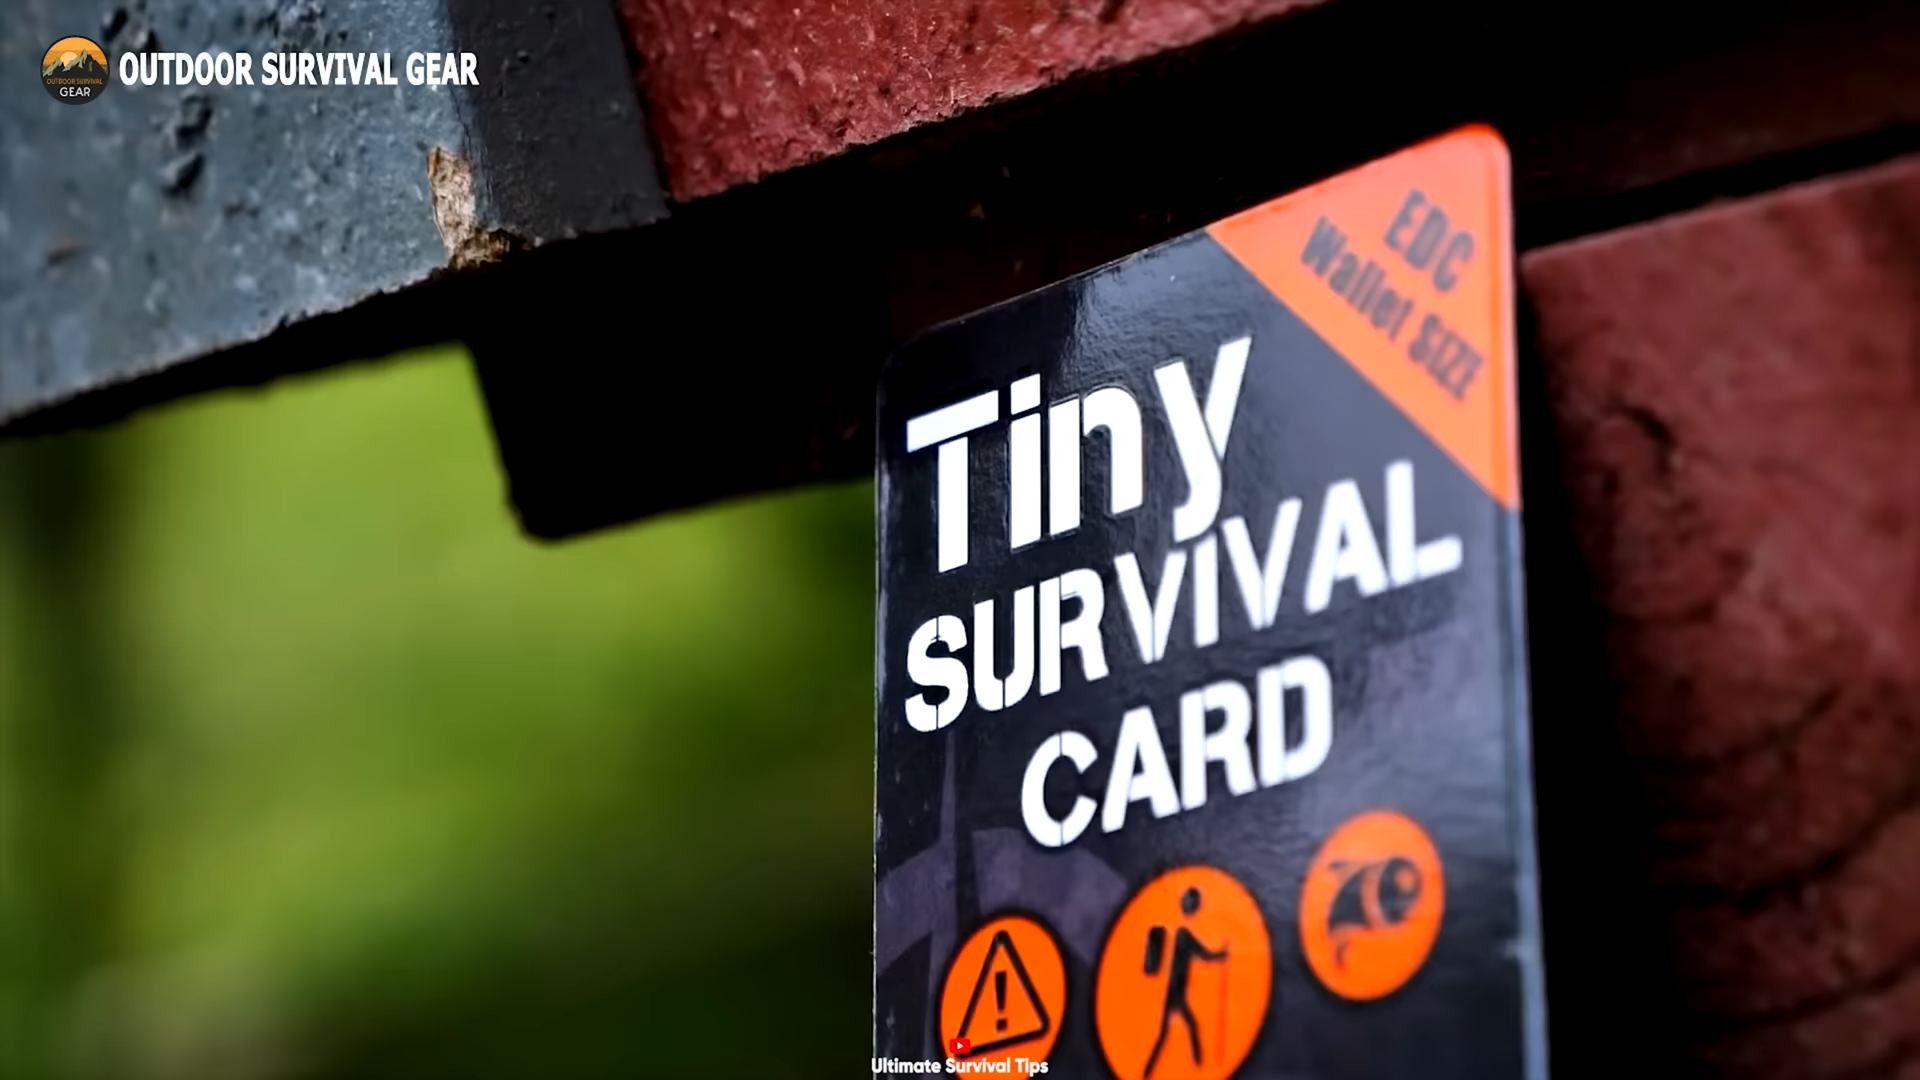 OUTDOOR SURVIVAL GEAR
OUTDOOR SURVIVAL
GEAR
EDC
Wallet SIZE
Tiny
SURVIVAL
CARD
Ultimate Survival Tips